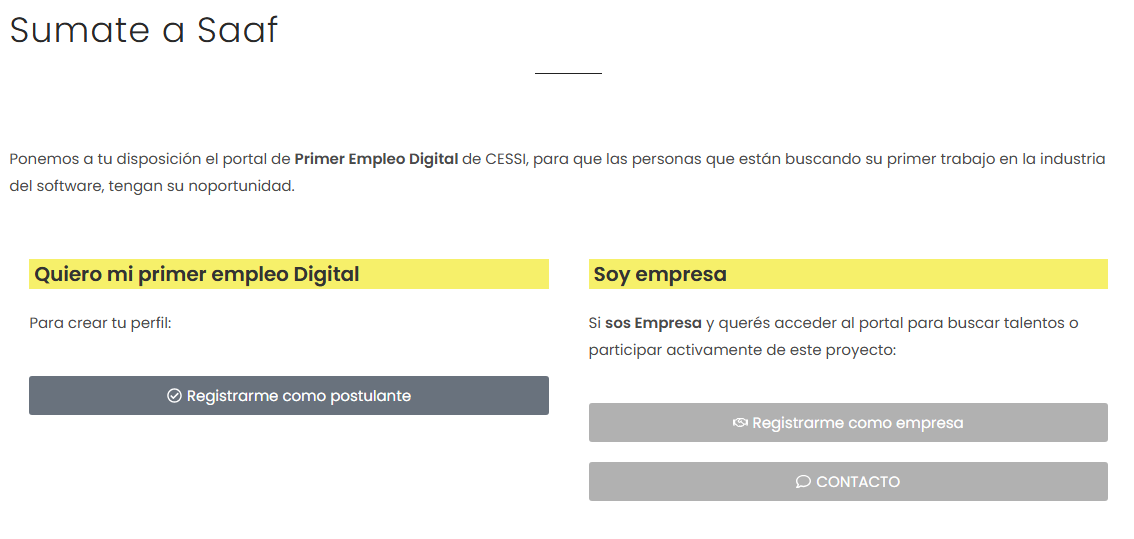 Sumate a Saaf
Ponemos a tu disposición el portal de Primer Empleo Digital de CESSI, para que las personas que están buscando su primer trabajo en la industria
del software, tengan su noportunidad.
Quiero mi primer empleo Digital
Para crear tu perfil:
Registrarme como postulante
Soy empresa
Si sos Empresa y querés acceder al portal para buscar talentos o
participar activamente de este proyecto:
Registrarme como empresa
CONTACTO